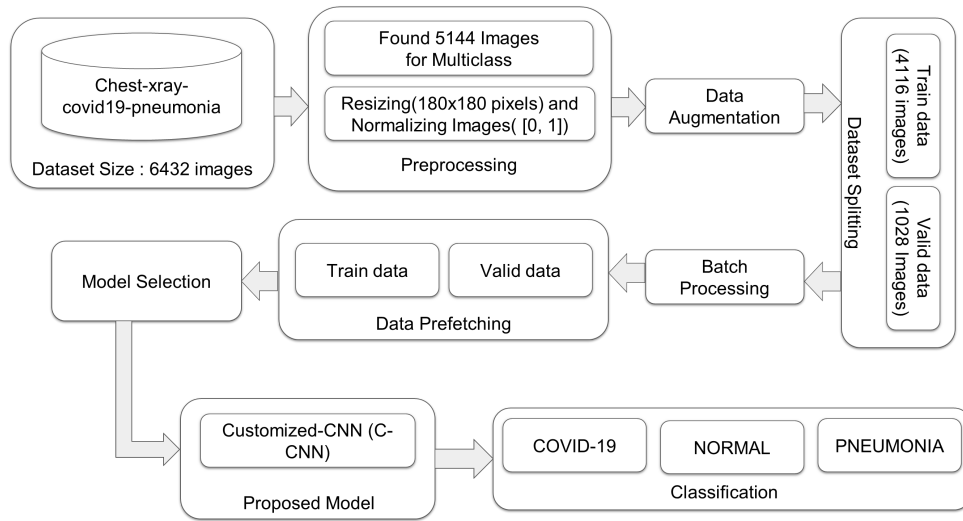 Chest-xray-
covid19-pneumonia
Dataset Size : 6432 images
Found 5144 Images
for Multiclass
Resizing(180x180 pixels) and
Normalizing Images( [0, 1])
Preprocessing
Data
Augmentation
Train data
(4116 images)
Valid data
(1028 Images)
Dataset Splitting
Batch
Processing
Train data
Valid data
Data Prefetching
Model Selection
Customized-CNN (C-
CNN)
Proposed Model
COVID-19
NORMAL
PNEUMONIA
Classification